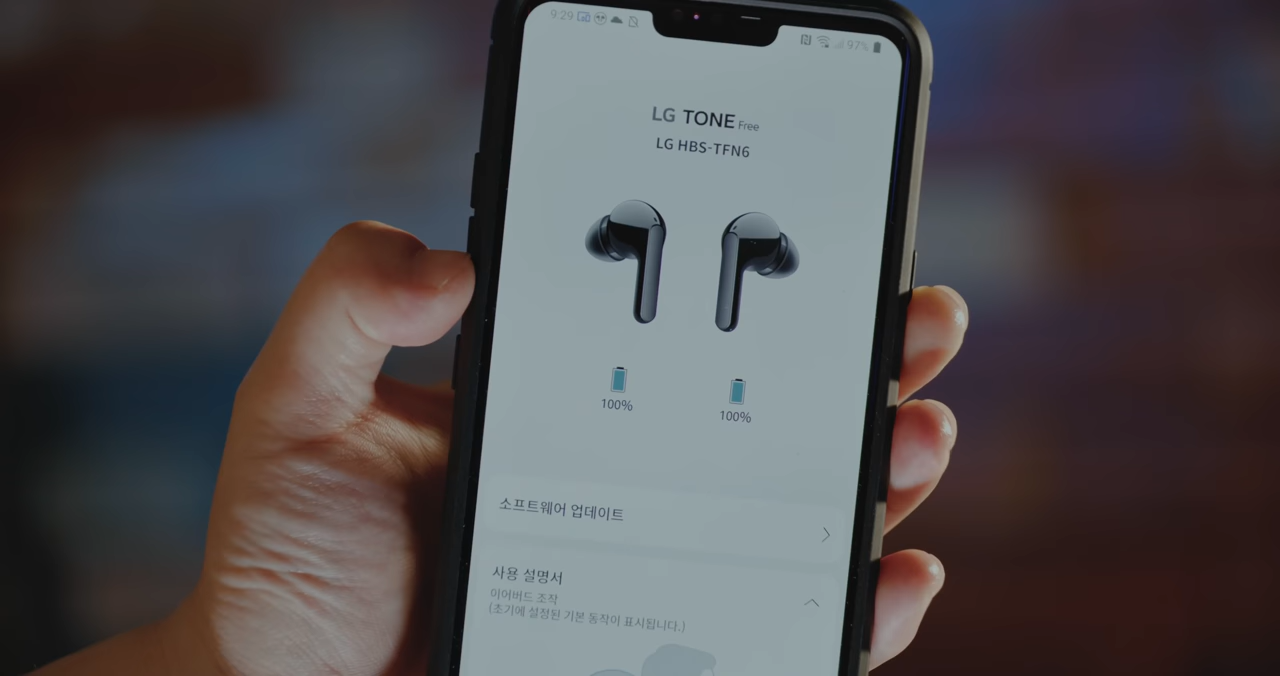 9:29 97%
LG TONE Free
LG HBS-TFN6
100% 100%
소프트웨어 업데이트
사용 설명서
이어버드 조작
(초기에 설정된 기본 동작이 표시됩니다.)